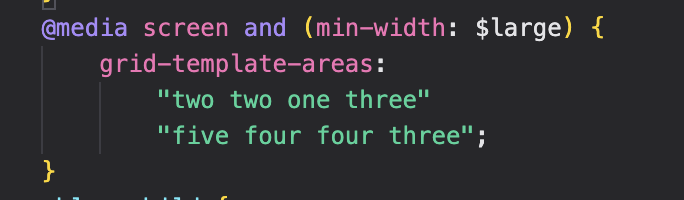 @media screen and (min-width: $large) {
grid-template-areas:
"two two one three"
"five four four three";
}